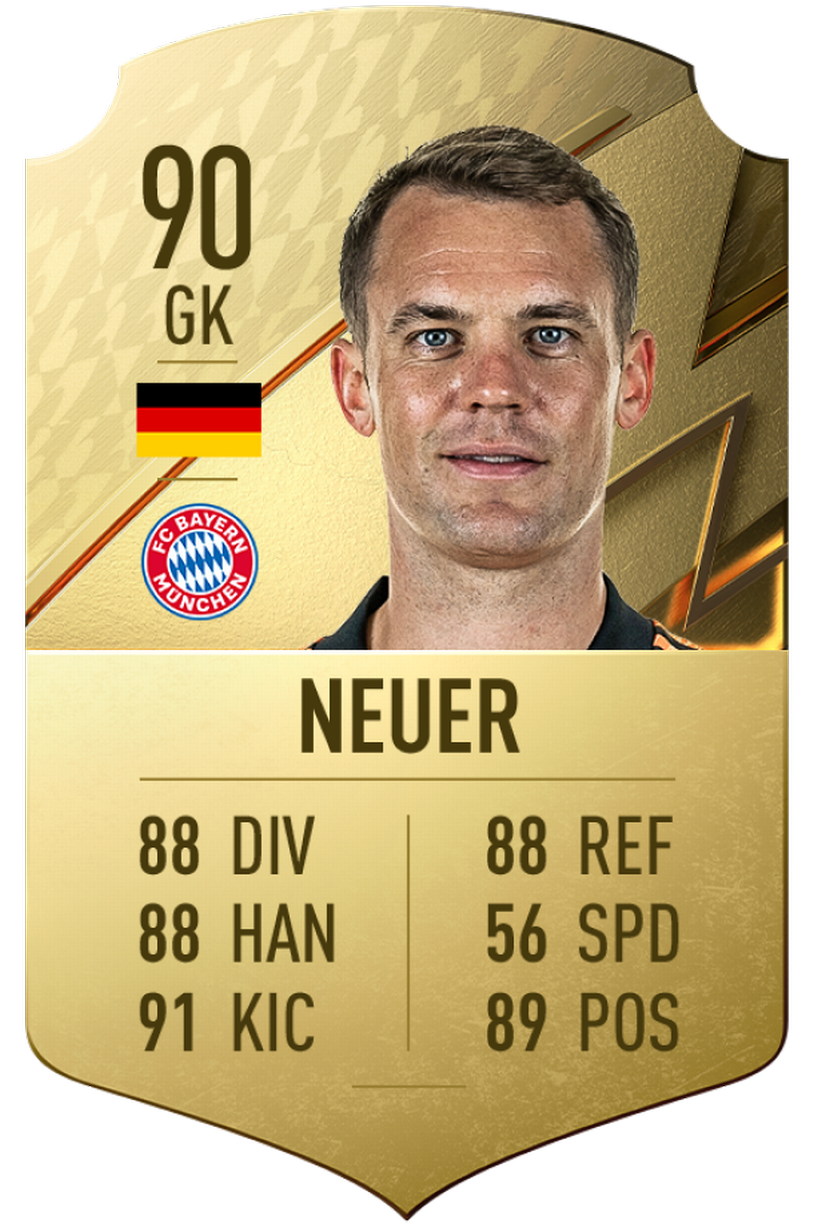 90
GK
FC BAYERN
MÜNCHEN
NEUER
88 DIV
88 REF
88 HAN
56 SPD
91 KIC
89 POS